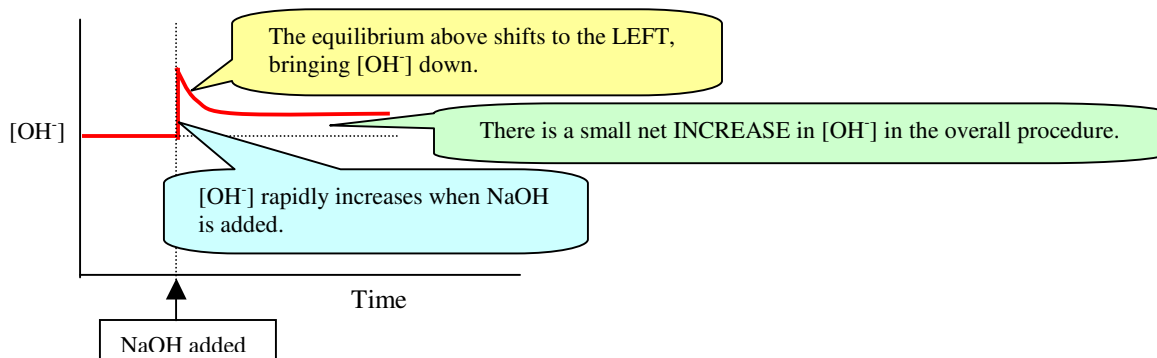 The equilibrium above shifts to the LEFT,
bringing [OH⁻] down.
[OH⁻]
There is a small net INCREASE in [OH⁻] in the overall procedure.
[OH⁻] rapidly increases when NaOH
is added.
Time
NaOH added